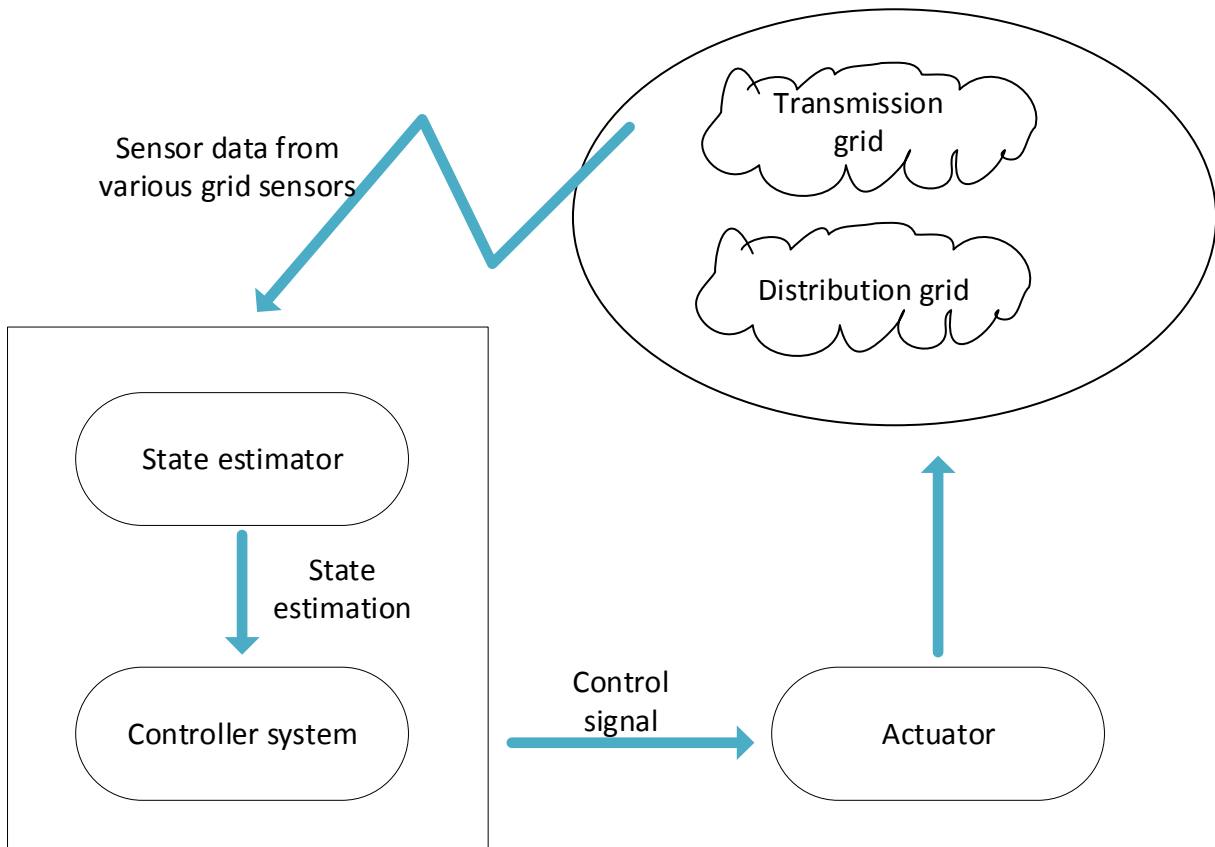 Transmission
grid
Sensor data from
various grid sensors
Distribution grid
State estimator
State
estimation
Control
signal
Controller system
Actuator